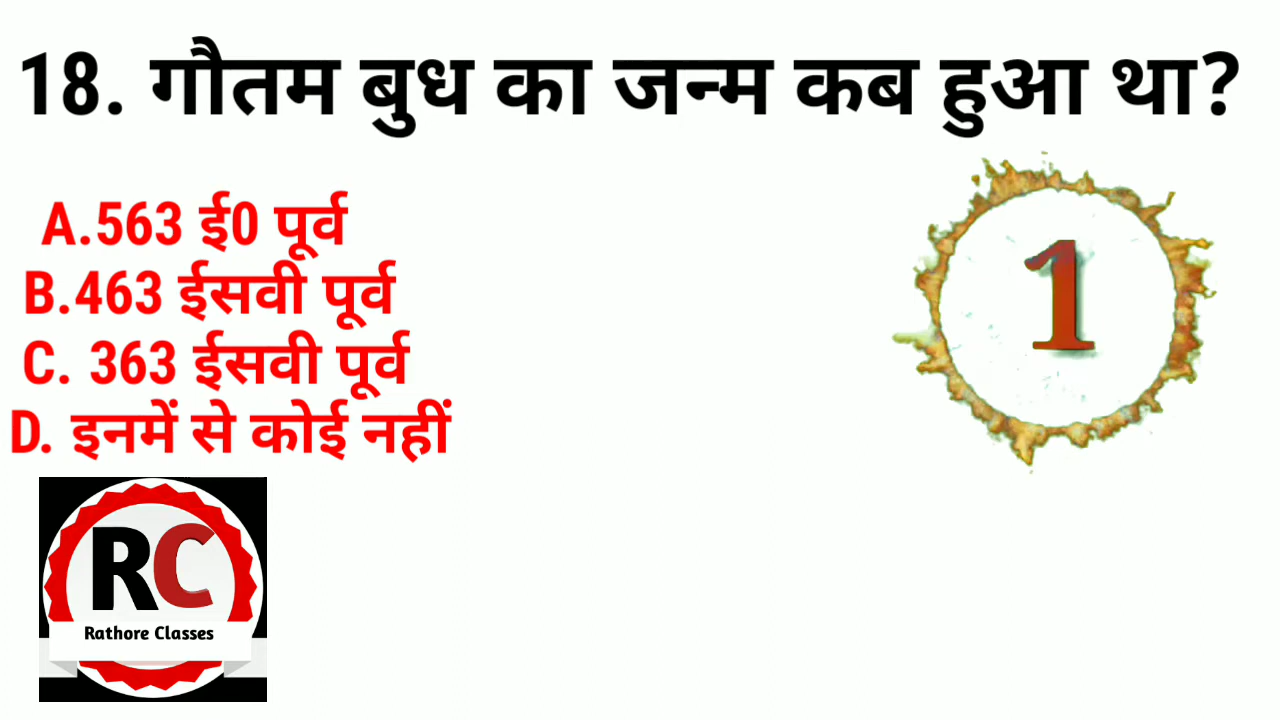 18. गौतम बुध का जन्म कब हुआ था?
A.563 ई0 पूर्व
B.463 ईसवी पूर्व
C. 363 ईसवी पूर्व
D. इनमें से कोई नहीं
1
RC
Rathore Classes